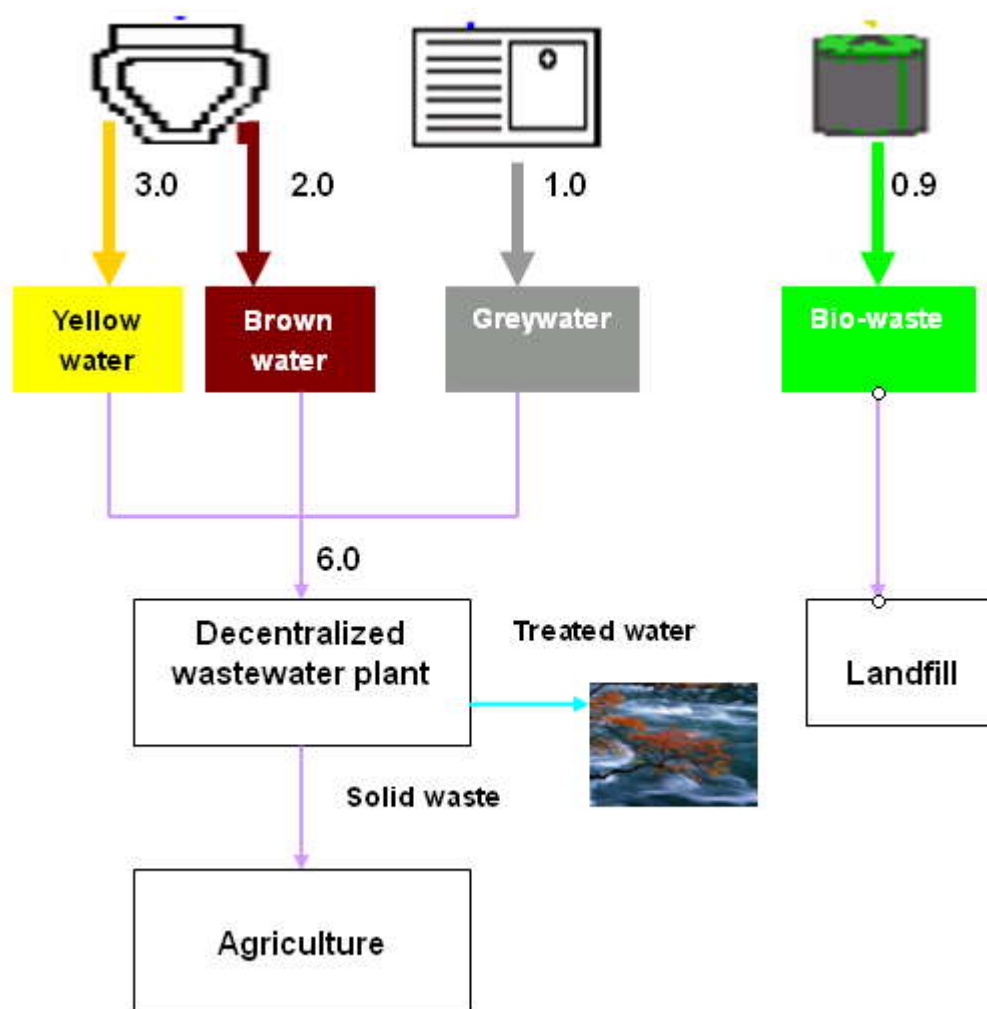 3.0
2.0
1.0
0.9
Yellow
water
Brown
water
Greywater
Bio-waste
6.0
Decentralized
wastewater plant
Treated water
Landfill
Solid waste
Agriculture